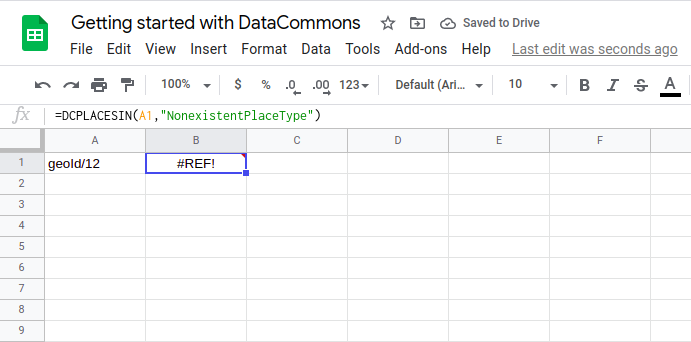 Getting started with DataCommons Saved to Drive
File Edit View Insert Format Data Tools Add-ons Help Last edit was seconds ago
100% $ % .0 .00 123 Default (Ari... 10 B I S A
fx =DCPLACESIN(A1,"NonexistentPlaceType")
A B C D E F
1 geoId/12 #REF!
2
3
4
5
6
7
8
9